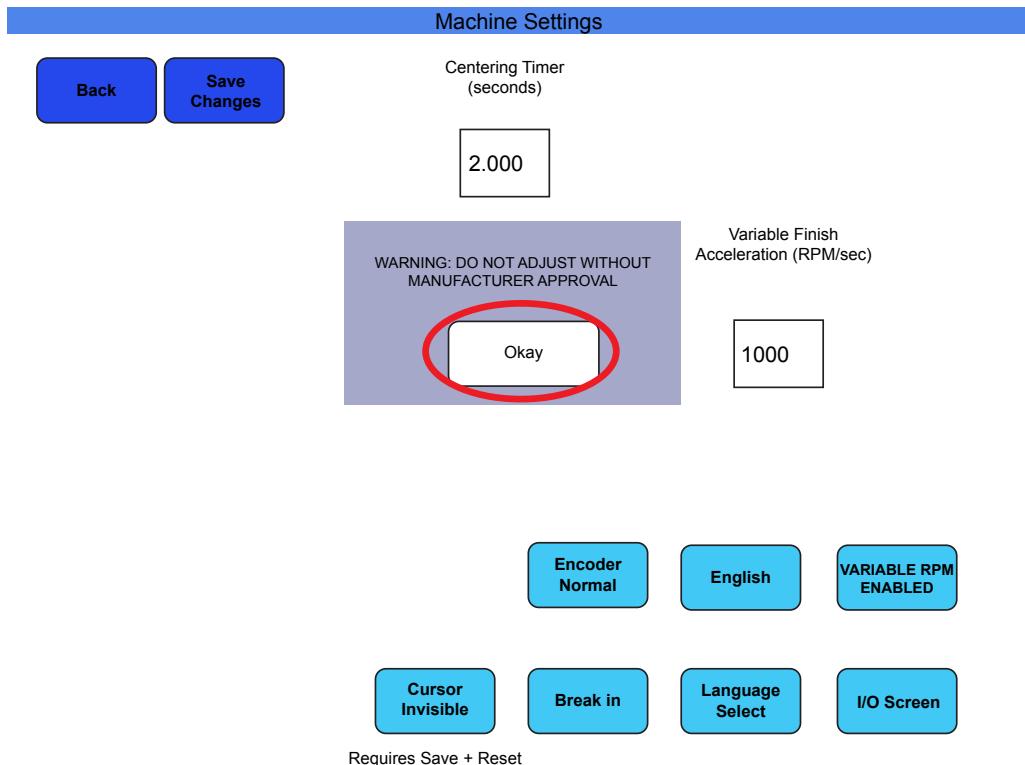 Machine Settings
Back
Save
Changes
Centering Timer
(seconds)
2.000
WARNING: DO NOT ADJUST WITHOUT
MANUFACTURER APPROVAL
Okay
Variable Finish
Acceleration (RPM/sec)
1000
Encoder
Normal
English
VARIABLE RPM
ENABLED
Cursor
Invisible
Break in
Language
Select
I/O Screen
Requires Save + Reset